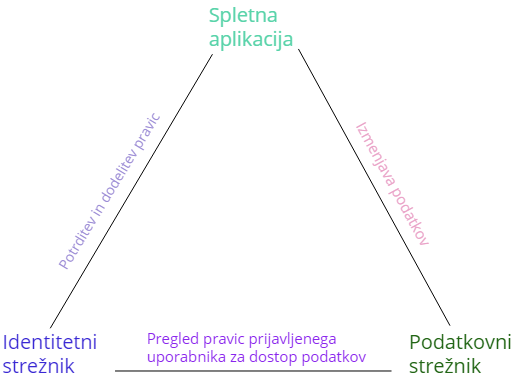 Spletna
aplikacija
Potrditev in dodelitev pravic
Izmenjava podatkov
Identitetni
strežnik
Pregled pravic prijavljenega
uporabnika za dostop podatkov
Podatkovni
strežnik